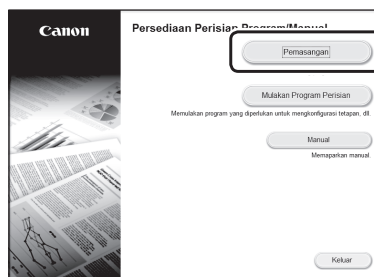 Canon
Persediaan Perisian Program/Manual
Pemasangan
Mulakan Program Perisian
Memulakan program yang diperlukan untuk mengkonfigurasi tetapan, dll.
Manual
Memaparkan manual.
Keluar